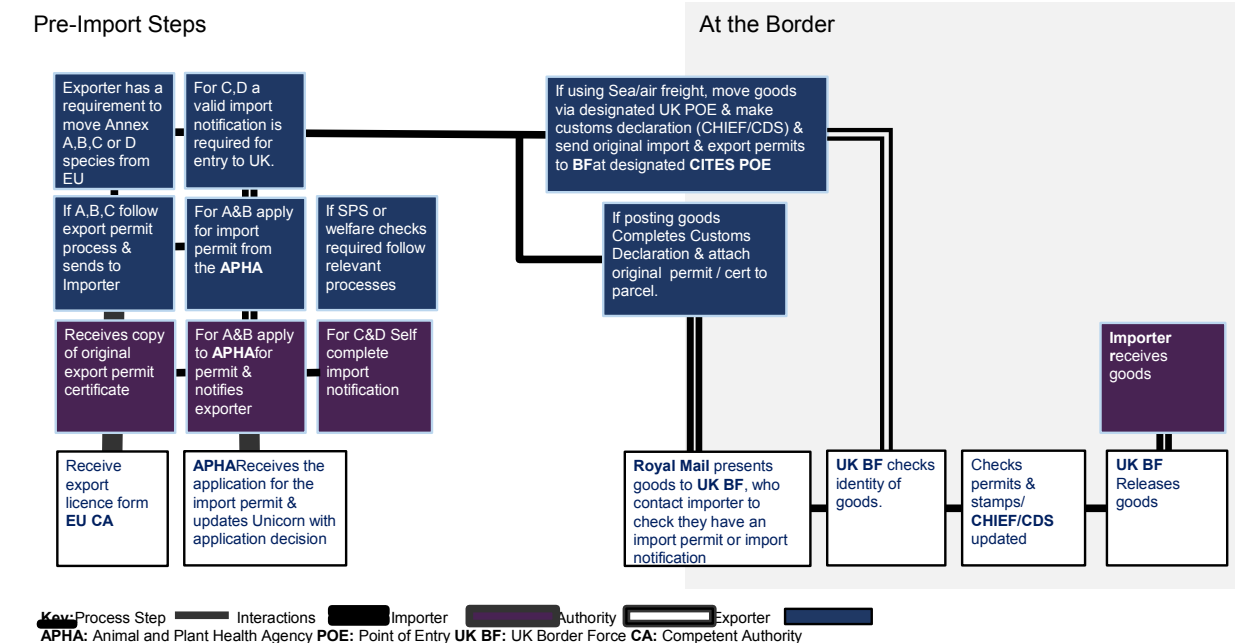 Pre-Import Steps
At the Border
Exporter has a
requirement to
move Annex
A,B,C or D
species from
EU
For C,D a
valid import
notification is
required for
entry to UK.
If using Sea/air freight, move goods
via designated UK POE & make
customs declaration (CHIEF/CDS) &
send original import & export permits
to BFat designated CITES POE
If A,B,C follow
export permit
process &
sends to
Importer
For A&B apply
for import
permit from
the APHA
If SPS or
welfare checks
required follow
relevant
processes
If posting goods
Completes Customs
Declaration & attach
original permit / cert to
parcel.
Receives copy
of original
export permit
certificate
For A&B apply
to APHAfor
permit &
notifies
exporter
For C&D Self
complete
import
notification
Importer
receives
goods
Receive
export
licence form
EU CA
APHAReceives the
application for the
import permit &
updates Unicorn with
application decision
Royal Mail presents
goods to UK BF, who
contact importer to
check they have an
import permit or import
notification
UK BF checks
identity of
goods.
Checks
permits &
stamps/
CHIEF/CDS
updated
UK BF
Releases
goods
Key:Process Step Interactions Importer Authority Exporter
APHA: Animal and Plant Health Agency POE: Point of Entry UK BF: UK Border Force CA: Competent Authority